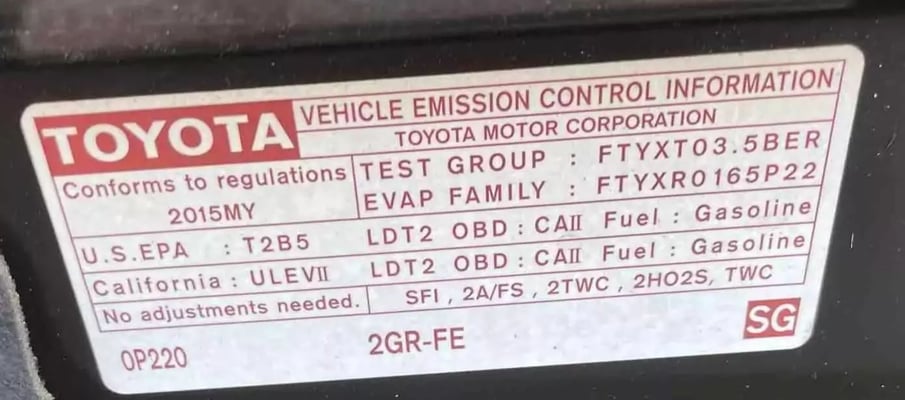 TOYOTA VEHICLE EMISSION CONTROL INFORMATION
TOYOTA MOTOR CORPORATION
Conforms to regulations
2015MY
TEST GROUP : FTYXT03.5BER
EVAP FAMILY : FTYXR0165P22
U.S.EPA : T2B5 LDT2 OBD : CAII Fuel : Gasoline
California : ULEVII LDT2 OBD : CAII Fuel : Gasoline
No adjustments needed. SFI , 2A/FS , 2TWC , 2HO2S, TWC
0P220 2GR-FE SG